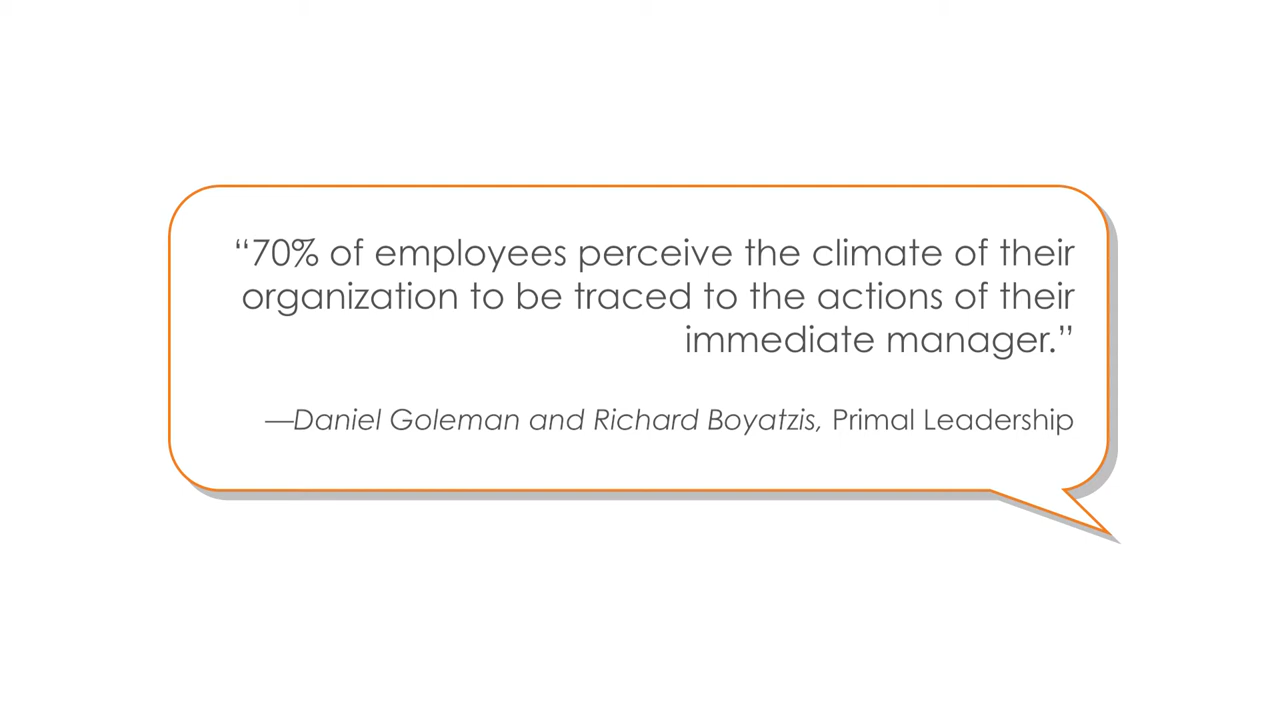 “70% of employees perceive the climate of their
organization to be traced to the actions of their
immediate manager.”
—Daniel Goleman and Richard Boyatzis, Primal Leadership